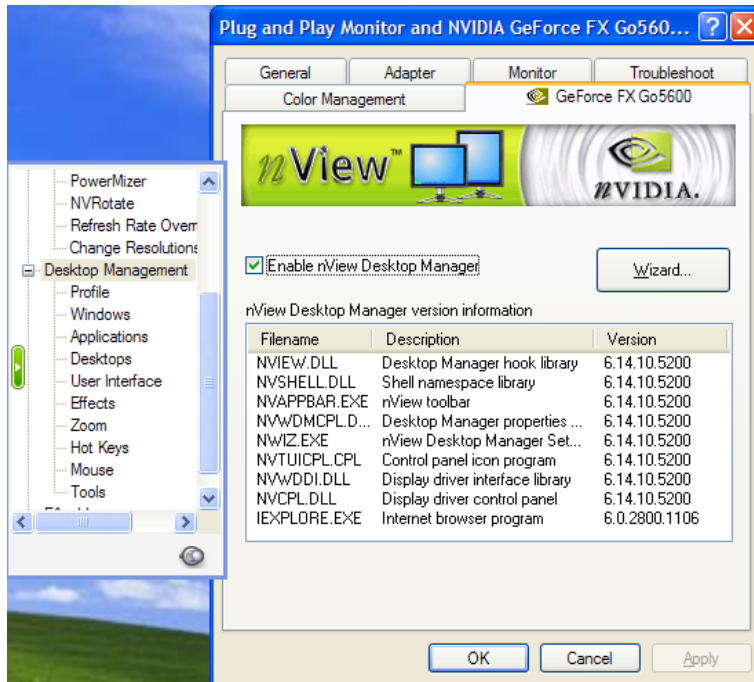 Plug and Play Monitor and NVIDIA GeForce FX Go560...
General Adapter Monitor Troubleshoot
Color Management GeForce FX Go5600
nView™ nVIDIA.
PowerMizer
NVRotate
Refresh Rate Overr
Change Resolutions
Desktop Management
Profile
Windows
Applications
Desktops
User Interface
Effects
Zoom
Hot Keys
Mouse
Tools
Enable nView Desktop Manager
Wizard...
nView Desktop Manager version information
Filename Description Version
NVIEW.DLL Desktop Manager hook library 6.14.10.5200
NVSHELL.DLL Shell namespace library 6.14.10.5200
NVAPPBAR.EXE nView toolbar 6.14.10.5200
NVWDMCPL.D... Desktop Manager properties ... 6.14.10.5200
NWIZ.EXE nView Desktop Manager Set... 6.14.10.5200
NVTUICPL.CPL Control panel icon program 6.14.10.5200
NVWDDI.DLL Display driver interface library 6.14.10.5200
NVCPL.DLL Display driver control panel 6.14.10.5200
IEXPLORE.EXE Internet browser program 6.0.2800.1106
OK Cancel Apply